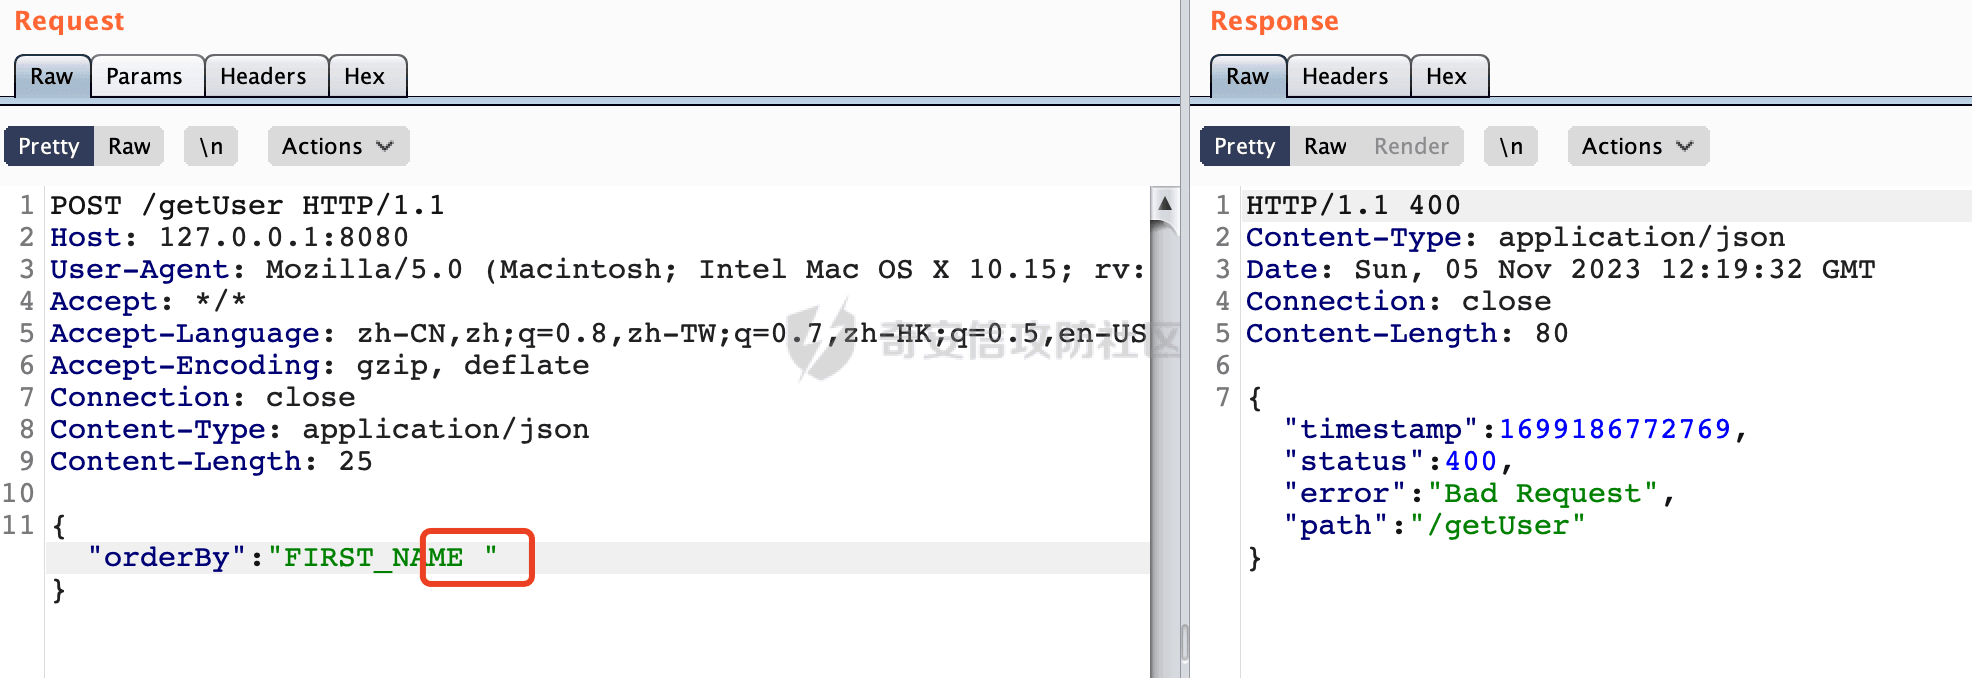 Request
Raw Params Headers Hex
Pretty Raw \n Actions
1 POST /getUser HTTP/1.1
2 Host: 127.0.0.1:8080
3 User-Agent: Mozilla/5.0 (Macintosh; Intel Mac OS X 10.15; rv:
4 Accept: */*
5 Accept-Language: zh-CN,zh;q=0.8,zh-TW;q=0.7,zh-HK;q=0.5,en-US
6 Accept-Encoding: gzip, deflate
7 Connection: close
8 Content-Type: application/json
9 Content-Length: 25
10
11 {
"orderBy":"FIRST_NAME "
}
Response
Raw Headers Hex
Pretty Raw Render \n Actions
1 HTTP/1.1 400
2 Content-Type: application/json
3 Date: Sun, 05 Nov 2023 12:19:32 GMT
4 Connection: close
5 Content-Length: 80
6
7 {
"timestamp":1699186772769,
"status":400,
"error":"Bad Request",
"path":"/getUser"
}
奇安信攻防社区